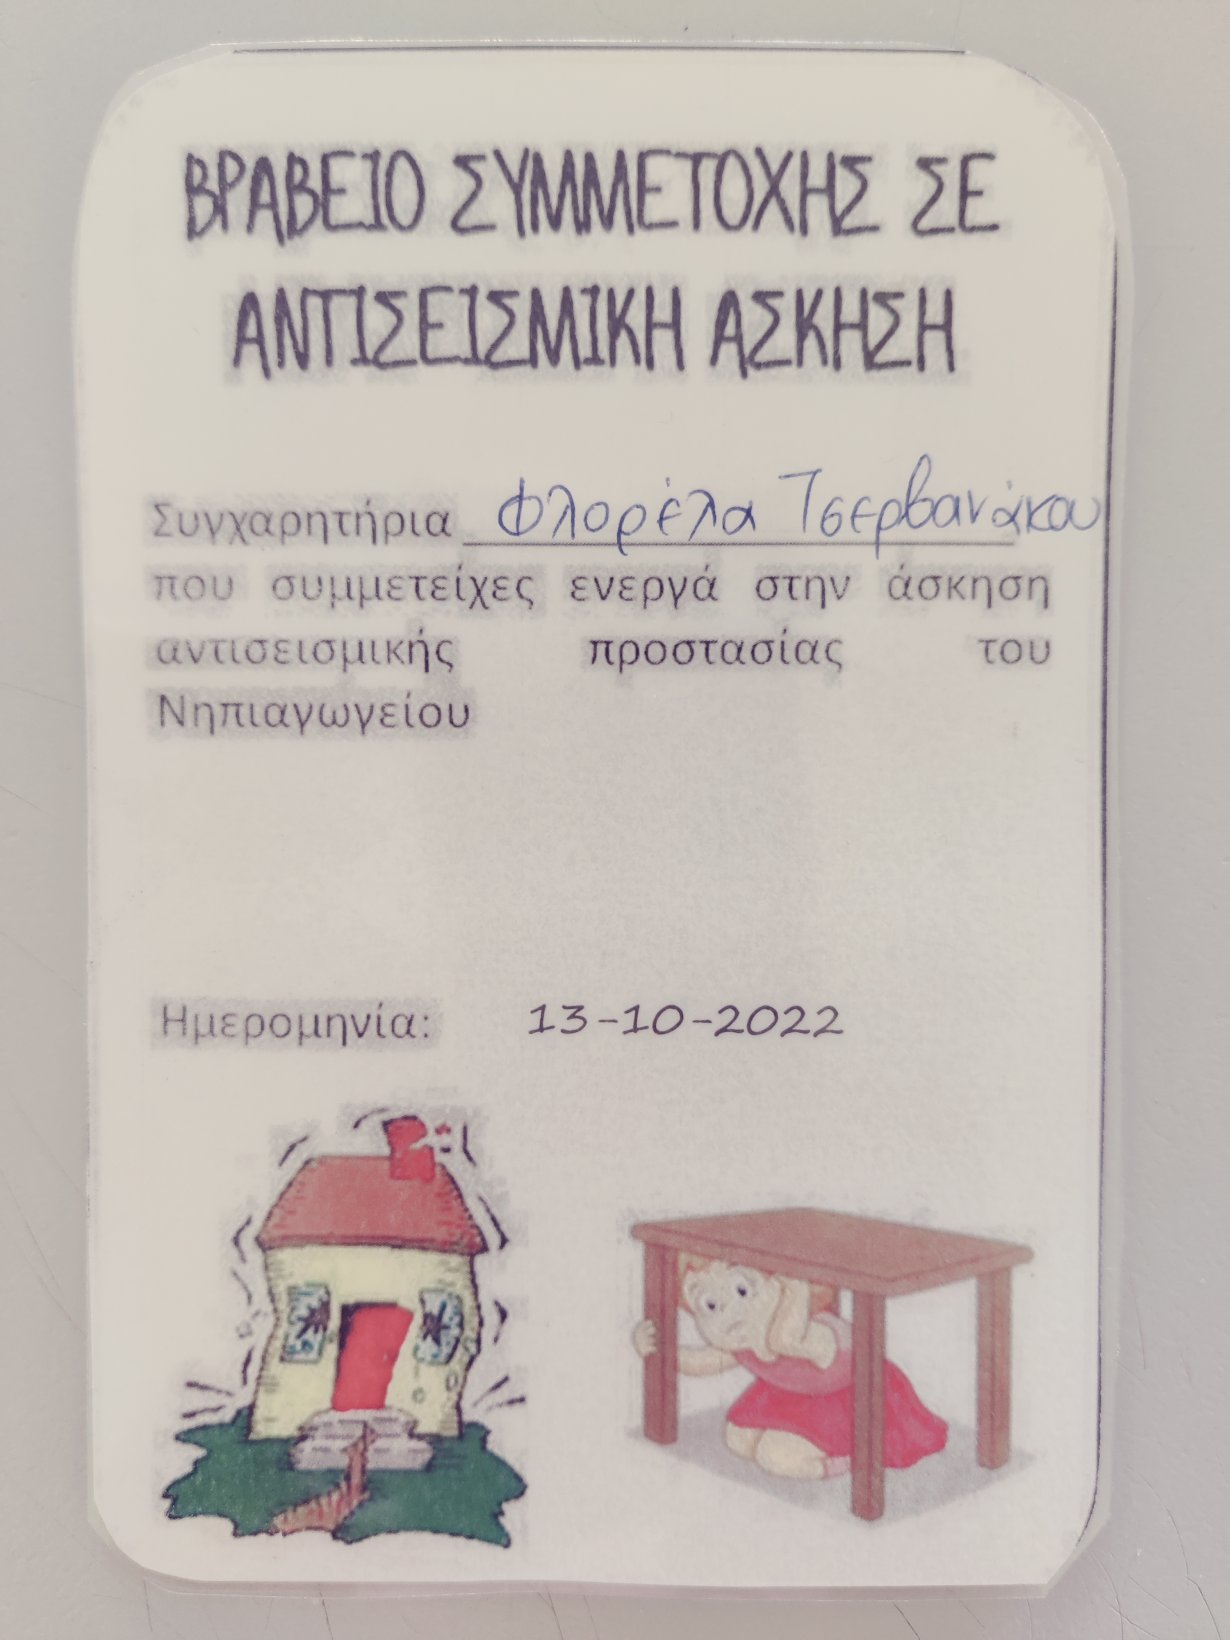 ΒΡΑΒΕΙΟ ΣΥΜΜΕΤΟΧΗΣ ΣΕ
ΑΝΤΙΣΕΙΣΜΙΚΗ ΑΣΚΗΣΗ
Συγχαρητήρια Φλορέλα Τσερβανάκου
που συμμετείχες ενεργά στην άσκηση
αντισεισμικής προστασίας του
Νηπιαγωγείου
Ημερομηνία: 13-10-2022